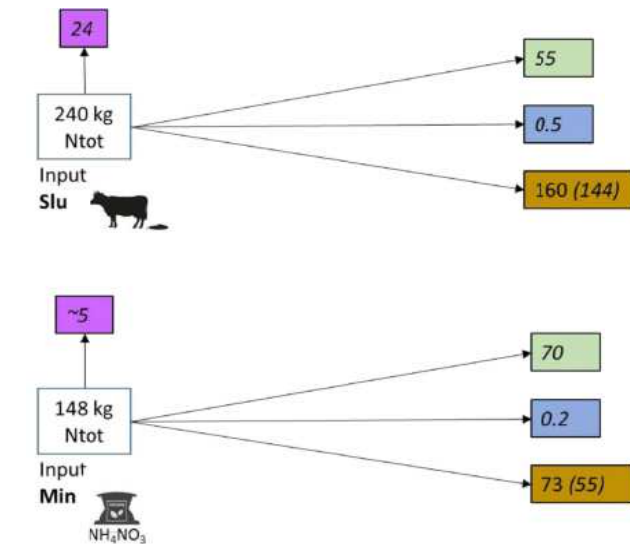 24
55
240 kg
Ntot
0.5
Input
Slu
160 (144)
~5
70
148 kg
Ntot
0.2
Input
Min
73 (55)
NH₄NO₃